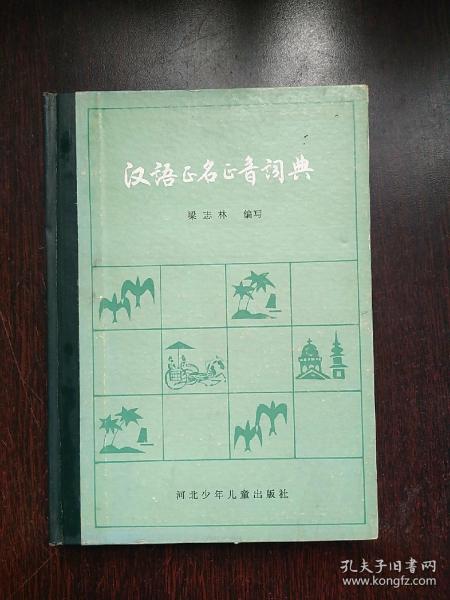 汉语正名正音词典
梁志林 编写
河北少年儿童出版社
孔夫子旧书网
www.kongfz.com